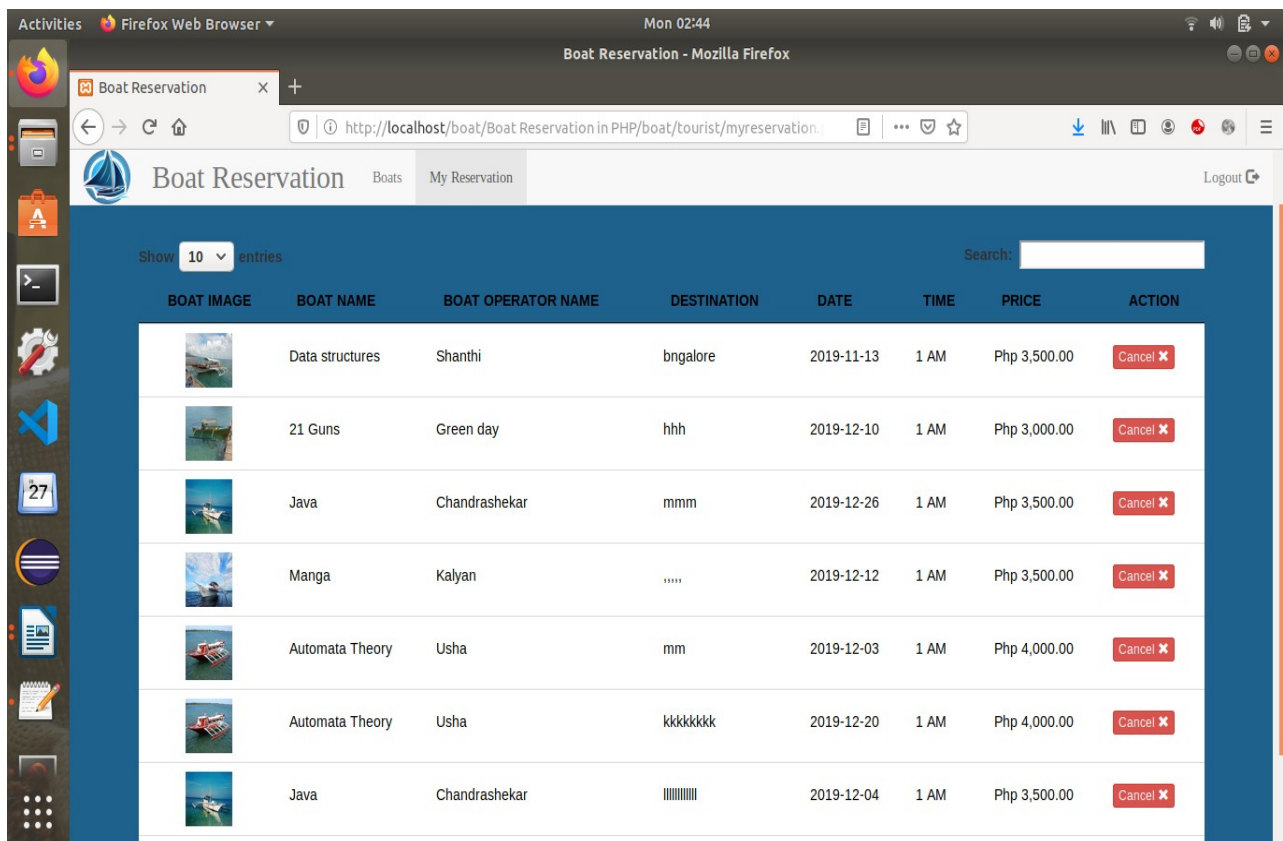 Activities Firefox Web Browser Mon 02:44
Boat Reservation - Mozilla Firefox
Boat Reservation
http://localhost/boat/Boat Reservation in PHP/boat/tourist/myreservation.
Boat Reservation Boats My Reservation Logout
Show 10 entries Search:
BOAT IMAGE BOAT NAME BOAT OPERATOR NAME DESTINATION DATE TIME PRICE ACTION
Data structures Shanthi bngalore 2019-11-13 1 AM Php 3,500.00 Cancel
21 Guns Green day hhh 2019-12-10 1 AM Php 3,000.00 Cancel
Java Chandrashekar mmm 2019-12-26 1 AM Php 3,500.00 Cancel
Manga Kalyan ,,,,, 2019-12-12 1 AM Php 3,500.00 Cancel
Automata Theory Usha mm 2019-12-03 1 AM Php 4,000.00 Cancel
Automata Theory Usha kkkkkkkk 2019-12-20 1 AM Php 4,000.00 Cancel
Java Chandrashekar 2019-12-04 1 AM Php 3,500.00 Cancel
27